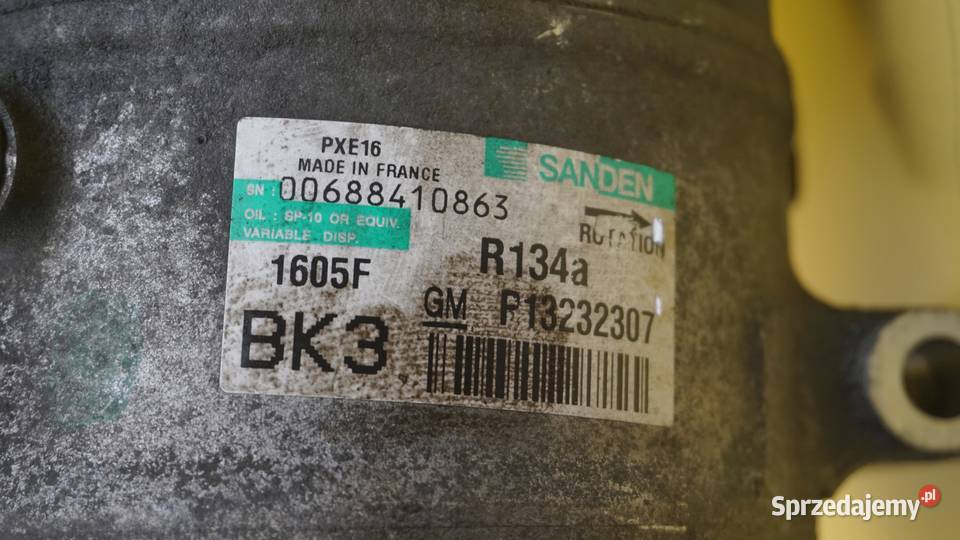 PXE16
MADE IN FRANCE
SANDEN
SN : 00688410863
OIL : SP-10 OR EQUIV.
VARIABLE DISP.
ROTATION
1605F
R134a
GM P13232307
BK3
Sprzedajemy.pl